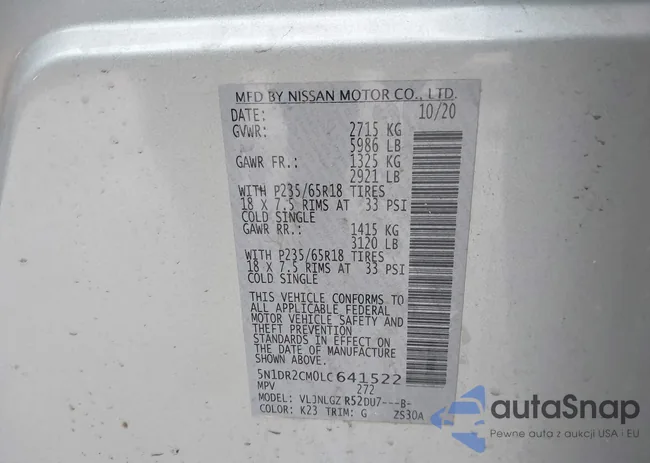 MFD BY NISSAN MOTOR CO., LTD.
DATE: 10/20
GVWR: 2715 KG
5986 LB
GAWR FR.: 1325 KG
2921 LB
WITH P235/65R18 TIRES
18 X 7.5 RIMS AT 33 PSI
COLD SINGLE
GAWR RR.: 1415 KG
3120 LB
WITH P235/65R18 TIRES
18 X 7.5 RIMS AT 33 PSI
COLD SINGLE
THIS VEHICLE CONFORMS TO
ALL APPLICABLE FEDERAL
MOTOR VEHICLE SAFETY AND
THEFT PREVENTION
STANDARDS IN EFFECT ON
THE DATE OF MANUFACTURE
SHOWN ABOVE.
5N1DR2CM0LC641522
MPV 272
MODEL: VL3NLGZ R52DU7---B-
COLOR: K23 TRIM: G ZS30A
autoSnap
Pewne auta z aukcji USA i EU